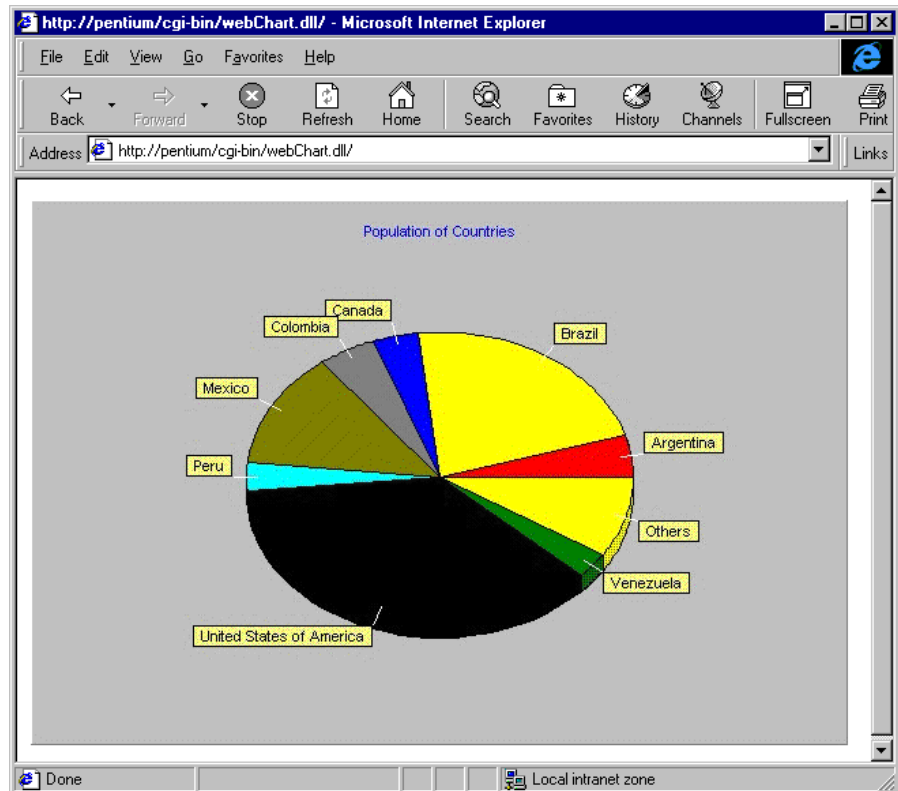 http://pentium/cgi-bin/webChart.dll/ - Microsoft Internet Explorer
File Edit View Go Favorites Help
Back Forward Stop Refresh Home Search Favorites History Channels Fullscreen Print
Address http://pentium/cgi-bin/webChart.dll/ Links
Population of Countries
Canada
Colombia
Brazil
Mexico
Argentina
Peru
Others
Venezuela
United States of America
Done Local intranet zone